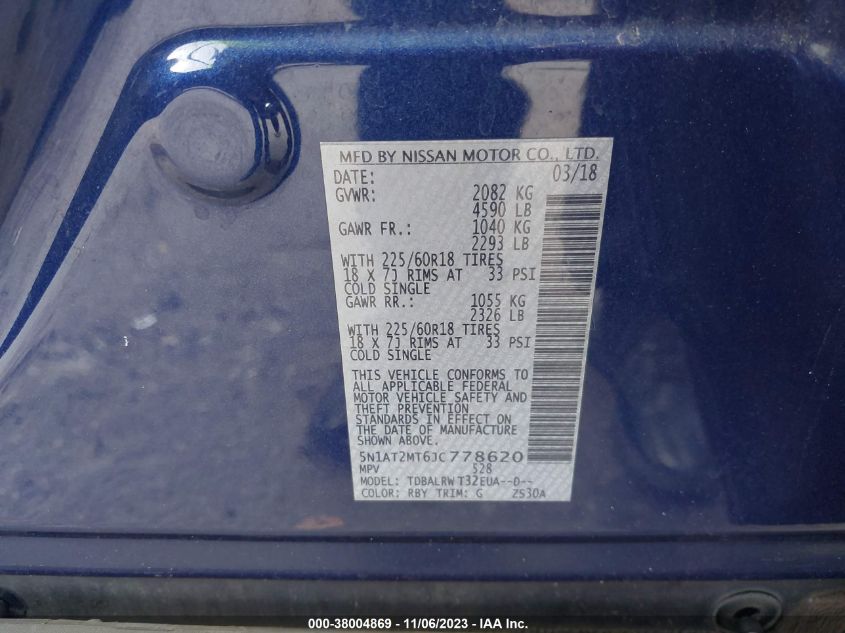 MFD BY NISSAN MOTOR CO., LTD.
DATE: 03/18
GVWR: 2082 KG
4590 LB
GAWR FR.: 1040 KG
2293 LB
WITH 225/60R18 TIRES
18 X 7J RIMS AT 33 PSI
COLD SINGLE
GAWR RR.: 1055 KG
2326 LB
WITH 225/60R18 TIRES
18 X 7J RIMS AT 33 PSI
COLD SINGLE
THIS VEHICLE CONFORMS TO
ALL APPLICABLE FEDERAL
MOTOR VEHICLE SAFETY AND
THEFT PREVENTION
STANDARDS IN EFFECT ON
THE DATE OF MANUFACTURE
SHOWN ABOVE.
5N1AT2MT6JC778620
MPV 528
MODEL: TDBALRW T32EUA--D--
COLOR: RBY TRIM: G ZS30A
000-38004869 - 11/06/2023 - IAA Inc.